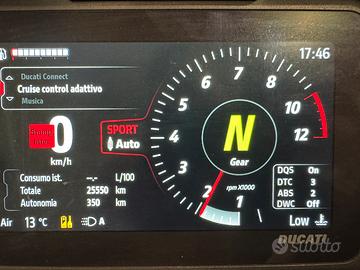 17:46
Ducati Connect
Cruise control adattivo
Musica
0
km/h
SPORT
Auto
Consumo ist. --.- L/100
Totale 25550 km
Autonomia 350 km
Air 13 °C
A
1
2
3
4
5
6
7
8
9
10
12
N
Gear
rpm X1000
DQS On
DTC 3
ABS 2
DWC Off
Low
DUCATI
subito